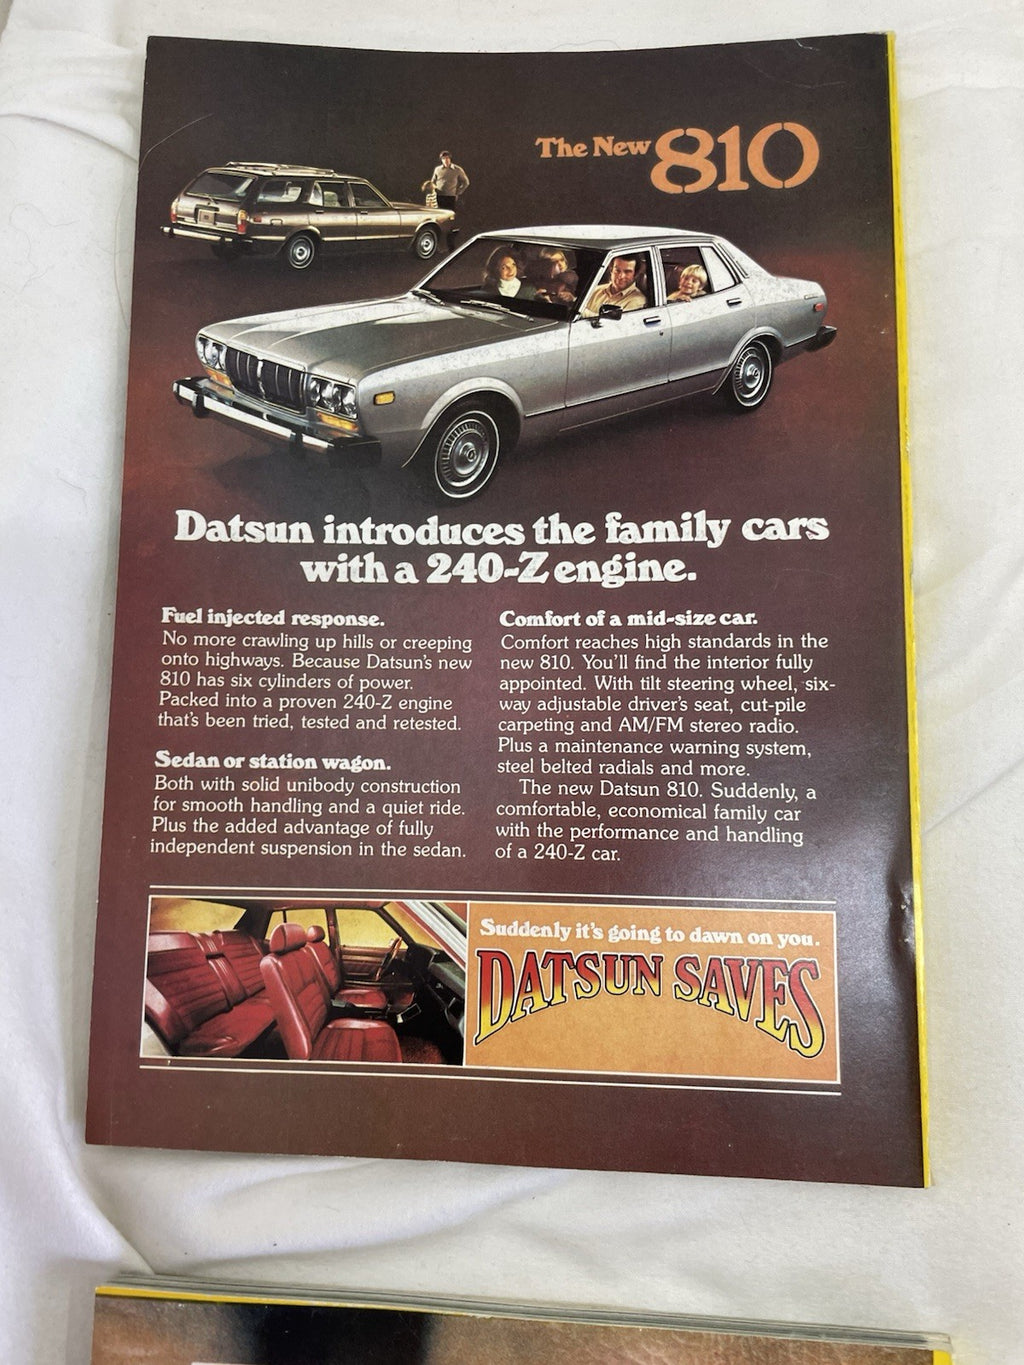 The New 810
Datsun introduces the family cars
with a 240-Z engine.
Fuel injected response.
No more crawling up hills or creeping
onto highways. Because Datsun's new
810 has six cylinders of power.
Packed into a proven 240-Z engine
that's been tried, tested and retested.
Sedan or station wagon.
Both with solid unibody construction
for smooth handling and a quiet ride.
Plus the added advantage of fully
independent suspension in the sedan.
Comfort of a mid-size car.
Comfort reaches high standards in the
new 810. You'll find the interior fully
appointed. With tilt steering wheel, six-
way adjustable driver's seat, cut-pile
carpeting and AM/FM stereo radio.
Plus a maintenance warning system,
steel belted radials and more.
The new Datsun 810. Suddenly, a
comfortable, economical family car
with the performance and handling
of a 240-Z car.
Suddenly it's going to dawn on you.
DATSUN SAVES